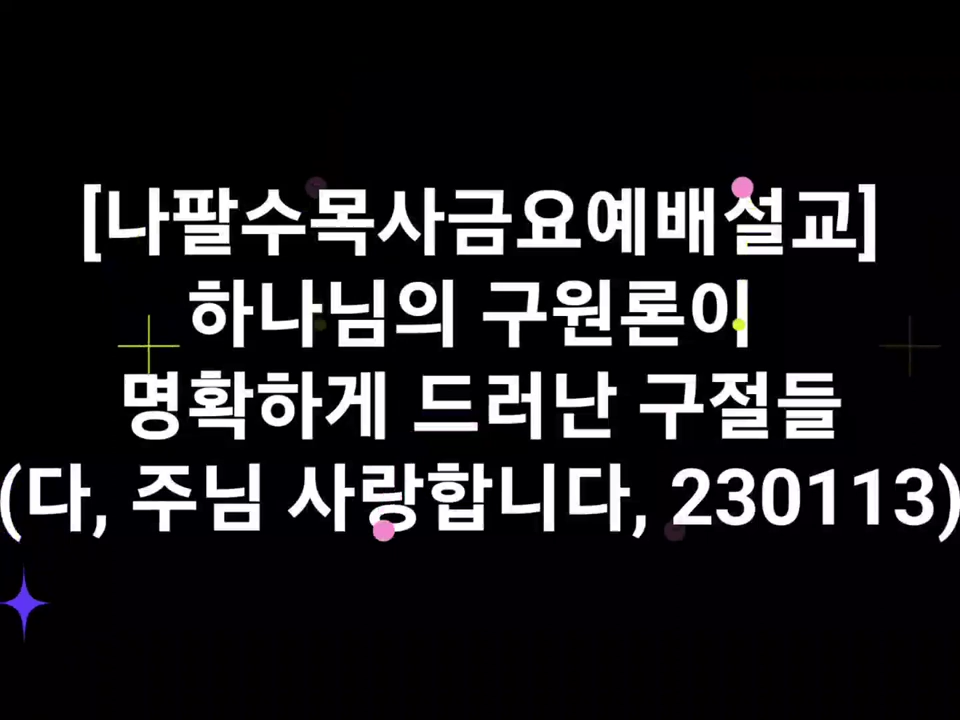 [나팔수목사금요예배설교]
하나님의 구원론이
명확하게 드러난 구절들
(다, 주님 사랑합니다, 230113)